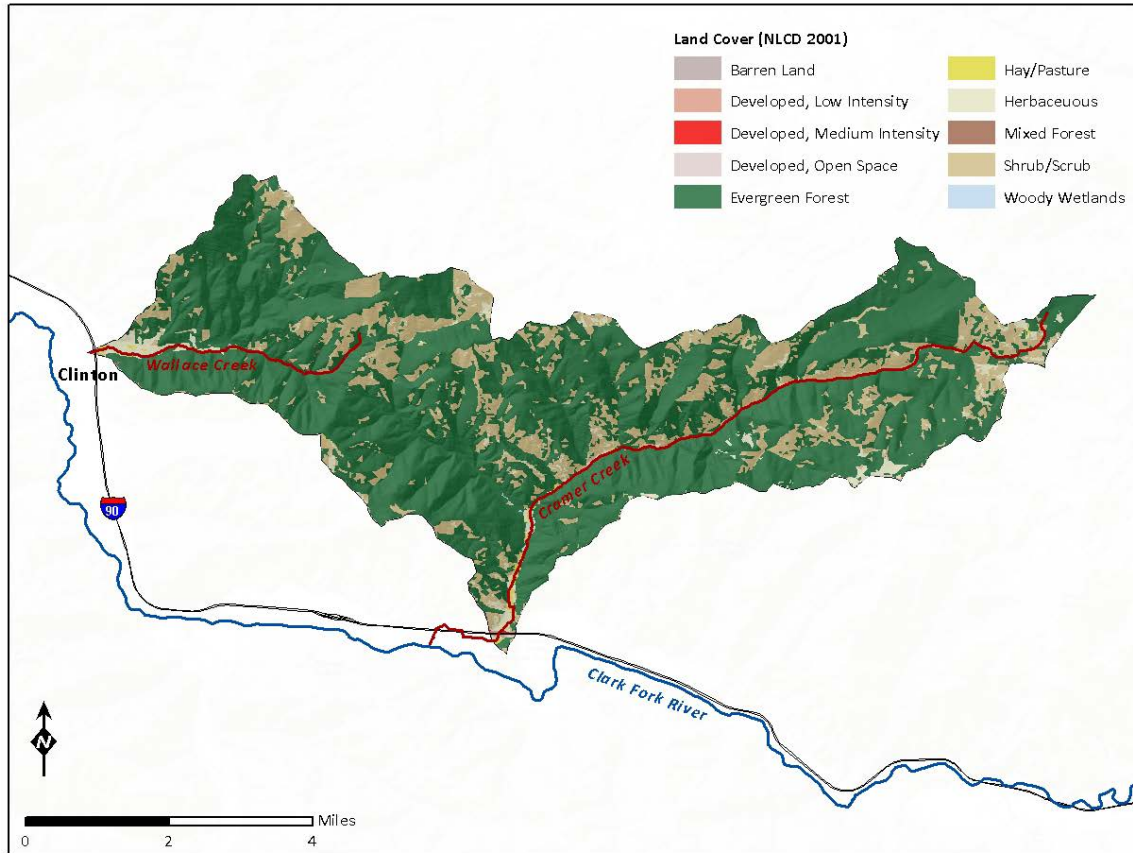 Land Cover (NLCD 2001)
Barren Land
Developed, Low Intensity
Developed, Medium Intensity
Developed, Open Space
Evergreen Forest
Hay/Pasture
Herbaceuous
Mixed Forest
Shrub/Scrub
Woody Wetlands
Wallace Creek
Clinton
Cramer Creek
90
Clark Fork River
N
Miles
0 2 4